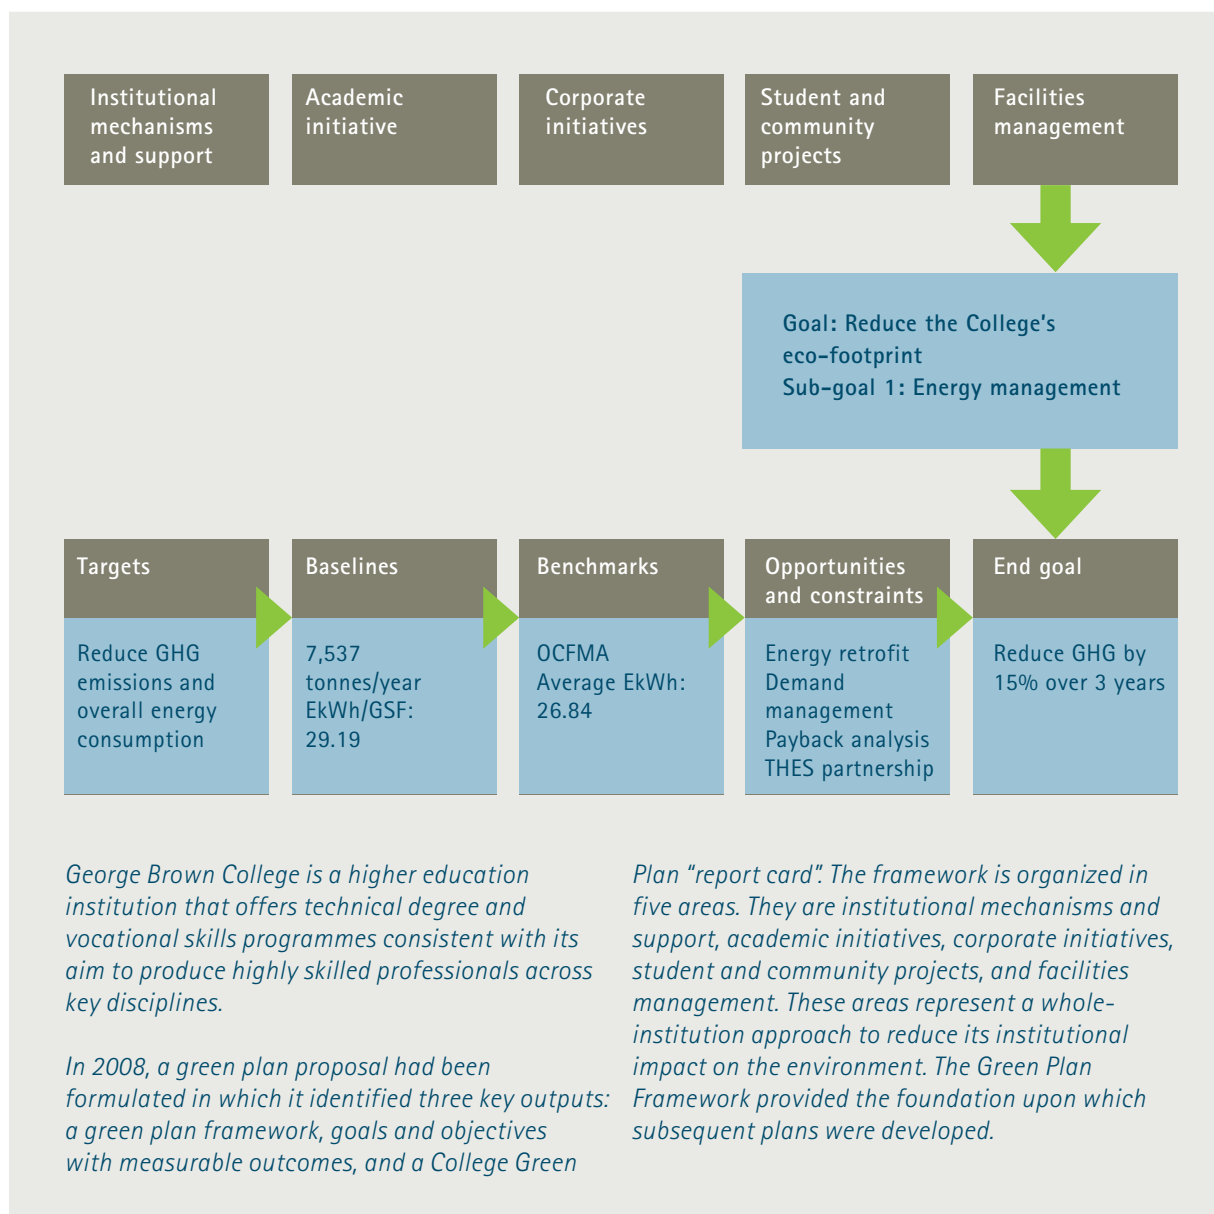 Institutional
mechanisms
and support
Academic
initiative
Corporate
initiatives
Student and
community
projects
Facilities
management
Goal: Reduce the College's
eco-footprint
Sub-goal 1: Energy management
Targets
Reduce GHG
emissions and
overall energy
consumption
Baselines
7,537
tonnes/year
EkWh/GSF:
29.19
Benchmarks
OCFMA
Average EkWh:
26.84
Opportunities
and constraints
Energy retrofit
Demand
management
Payback analysis
THES partnership
End goal
Reduce GHG by
15% over 3 years
George Brown College is a higher education
institution that offers technical degree and
vocational skills programmes consistent with its
aim to produce highly skilled professionals across
key disciplines.
In 2008, a green plan proposal had been
formulated in which it identified three key outputs:
a green plan framework, goals and objectives
with measurable outcomes, and a College Green
Plan “report card”. The framework is organized in
five areas. They are institutional mechanisms and
support, academic initiatives, corporate initiatives,
student and community projects, and facilities
management. These areas represent a whole-
institution approach to reduce its institutional
impact on the environment. The Green Plan
Framework provided the foundation upon which
subsequent plans were developed.